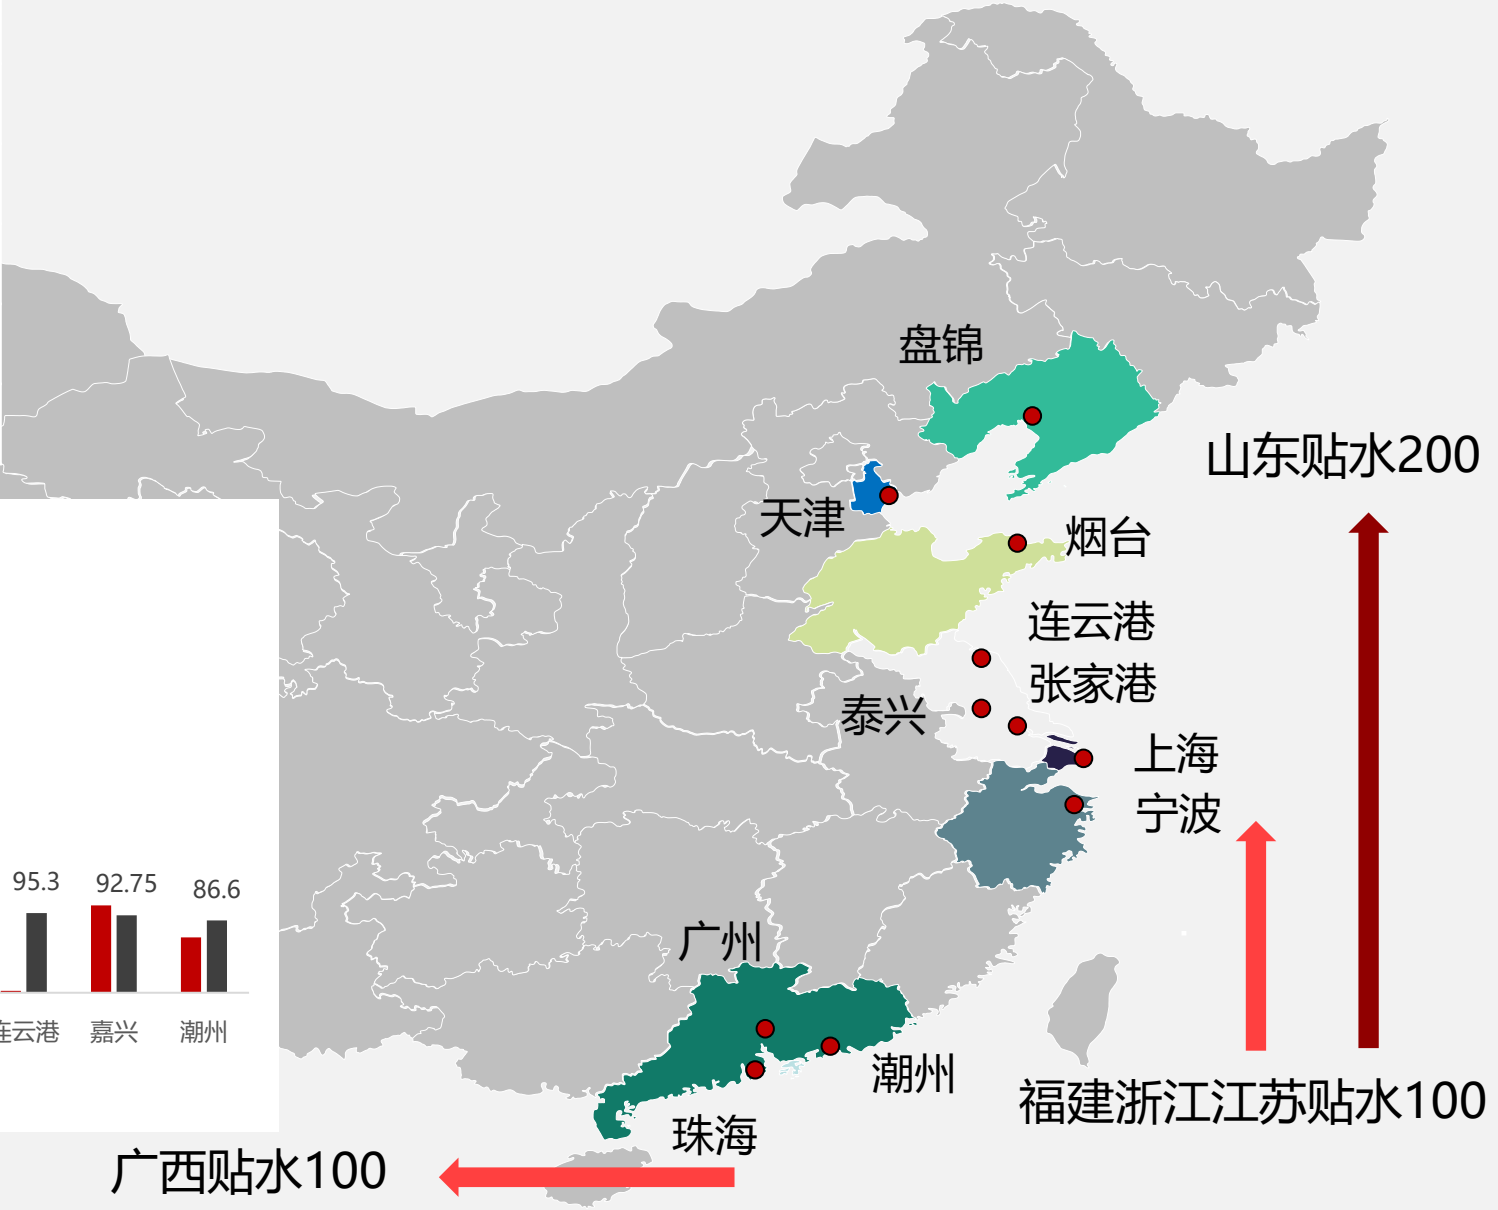 盘锦
山东贴水200
天津
烟台
连云港
张家港
泰兴
上海
宁波
95.3
92.75
86.6
广州
连云港
嘉兴
潮州
潮州
福建浙江江苏贴水100
珠海
广西贴水100